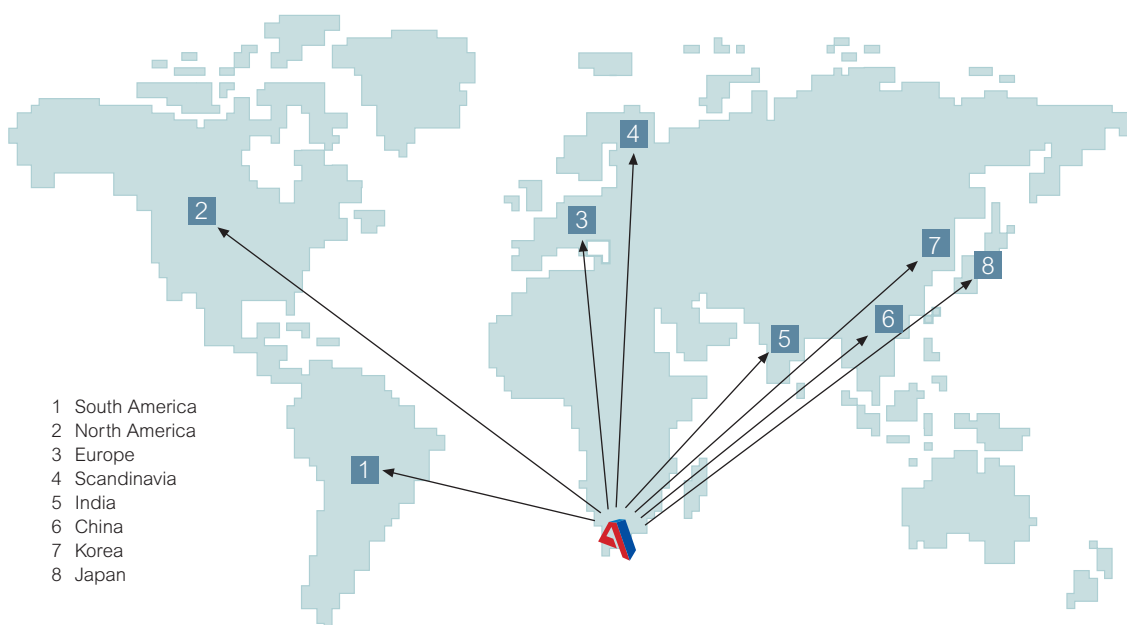 4
2
3
7
8
6
5
1
1 South America
2 North America
3 Europe
4 Scandinavia
5 India
6 China
7 Korea
8 Japan